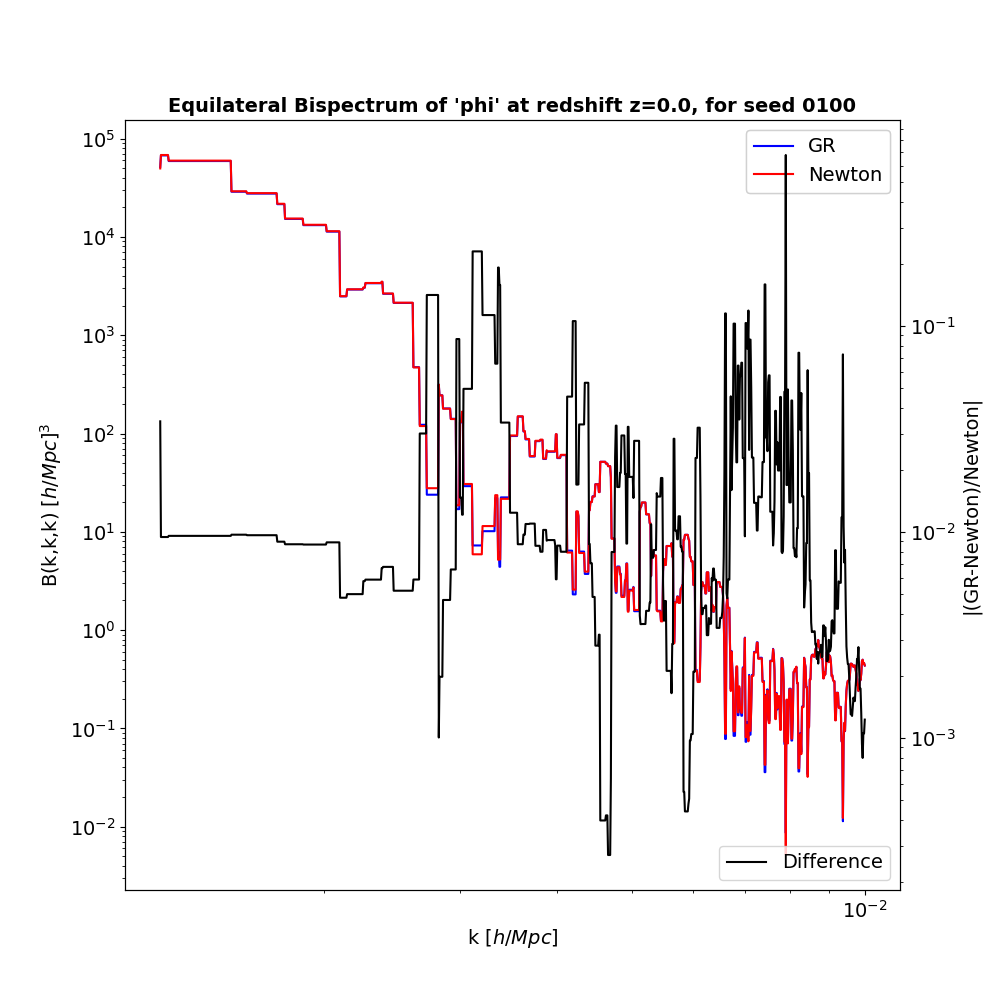 Equilateral Bispectrum of 'phi' at redshift z=0.0, for seed 0100
GR
Newton
10^5
10^4
10^3
10^2
10^1
10^0
10^-1
10^-2
B(k,k,k) [h/Mpc]^3
10^-1
10^-2
10^-3
|(GR-Newton)/Newton|
Difference
10^-2
k [h/Mpc]